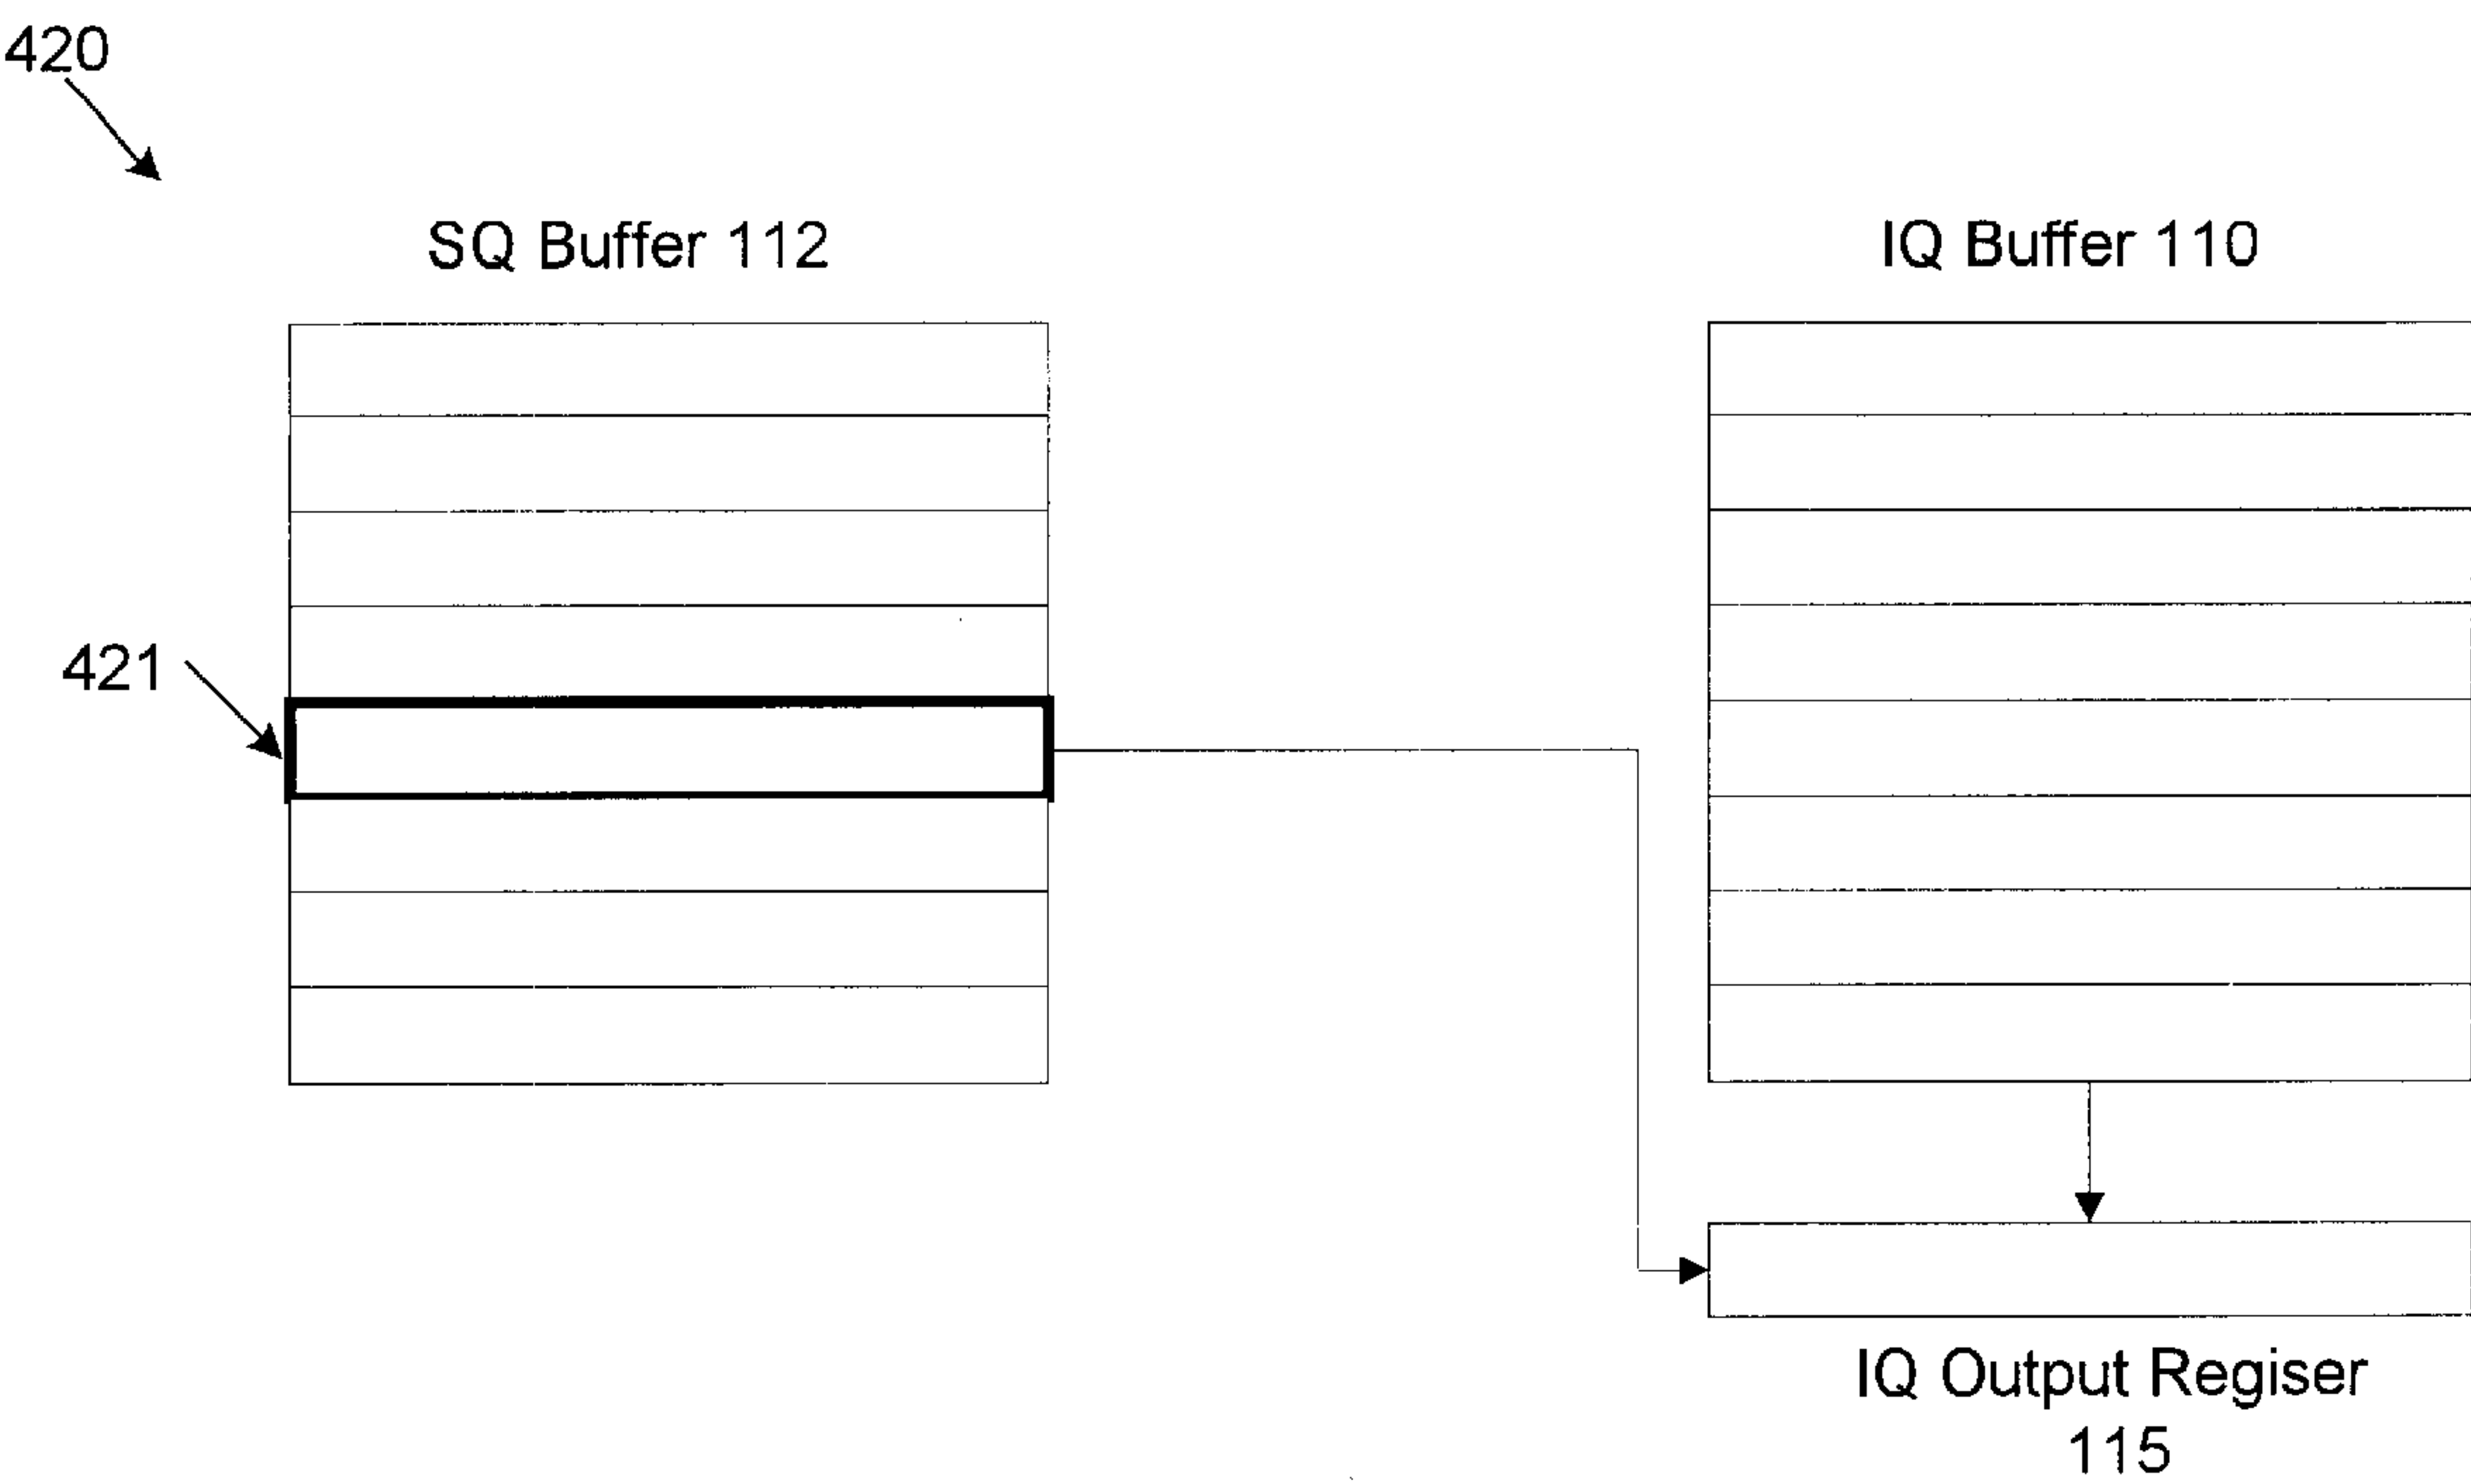 420
SQ Buffer 112
IQ Buffer 110
421
IQ Output Regiser
115